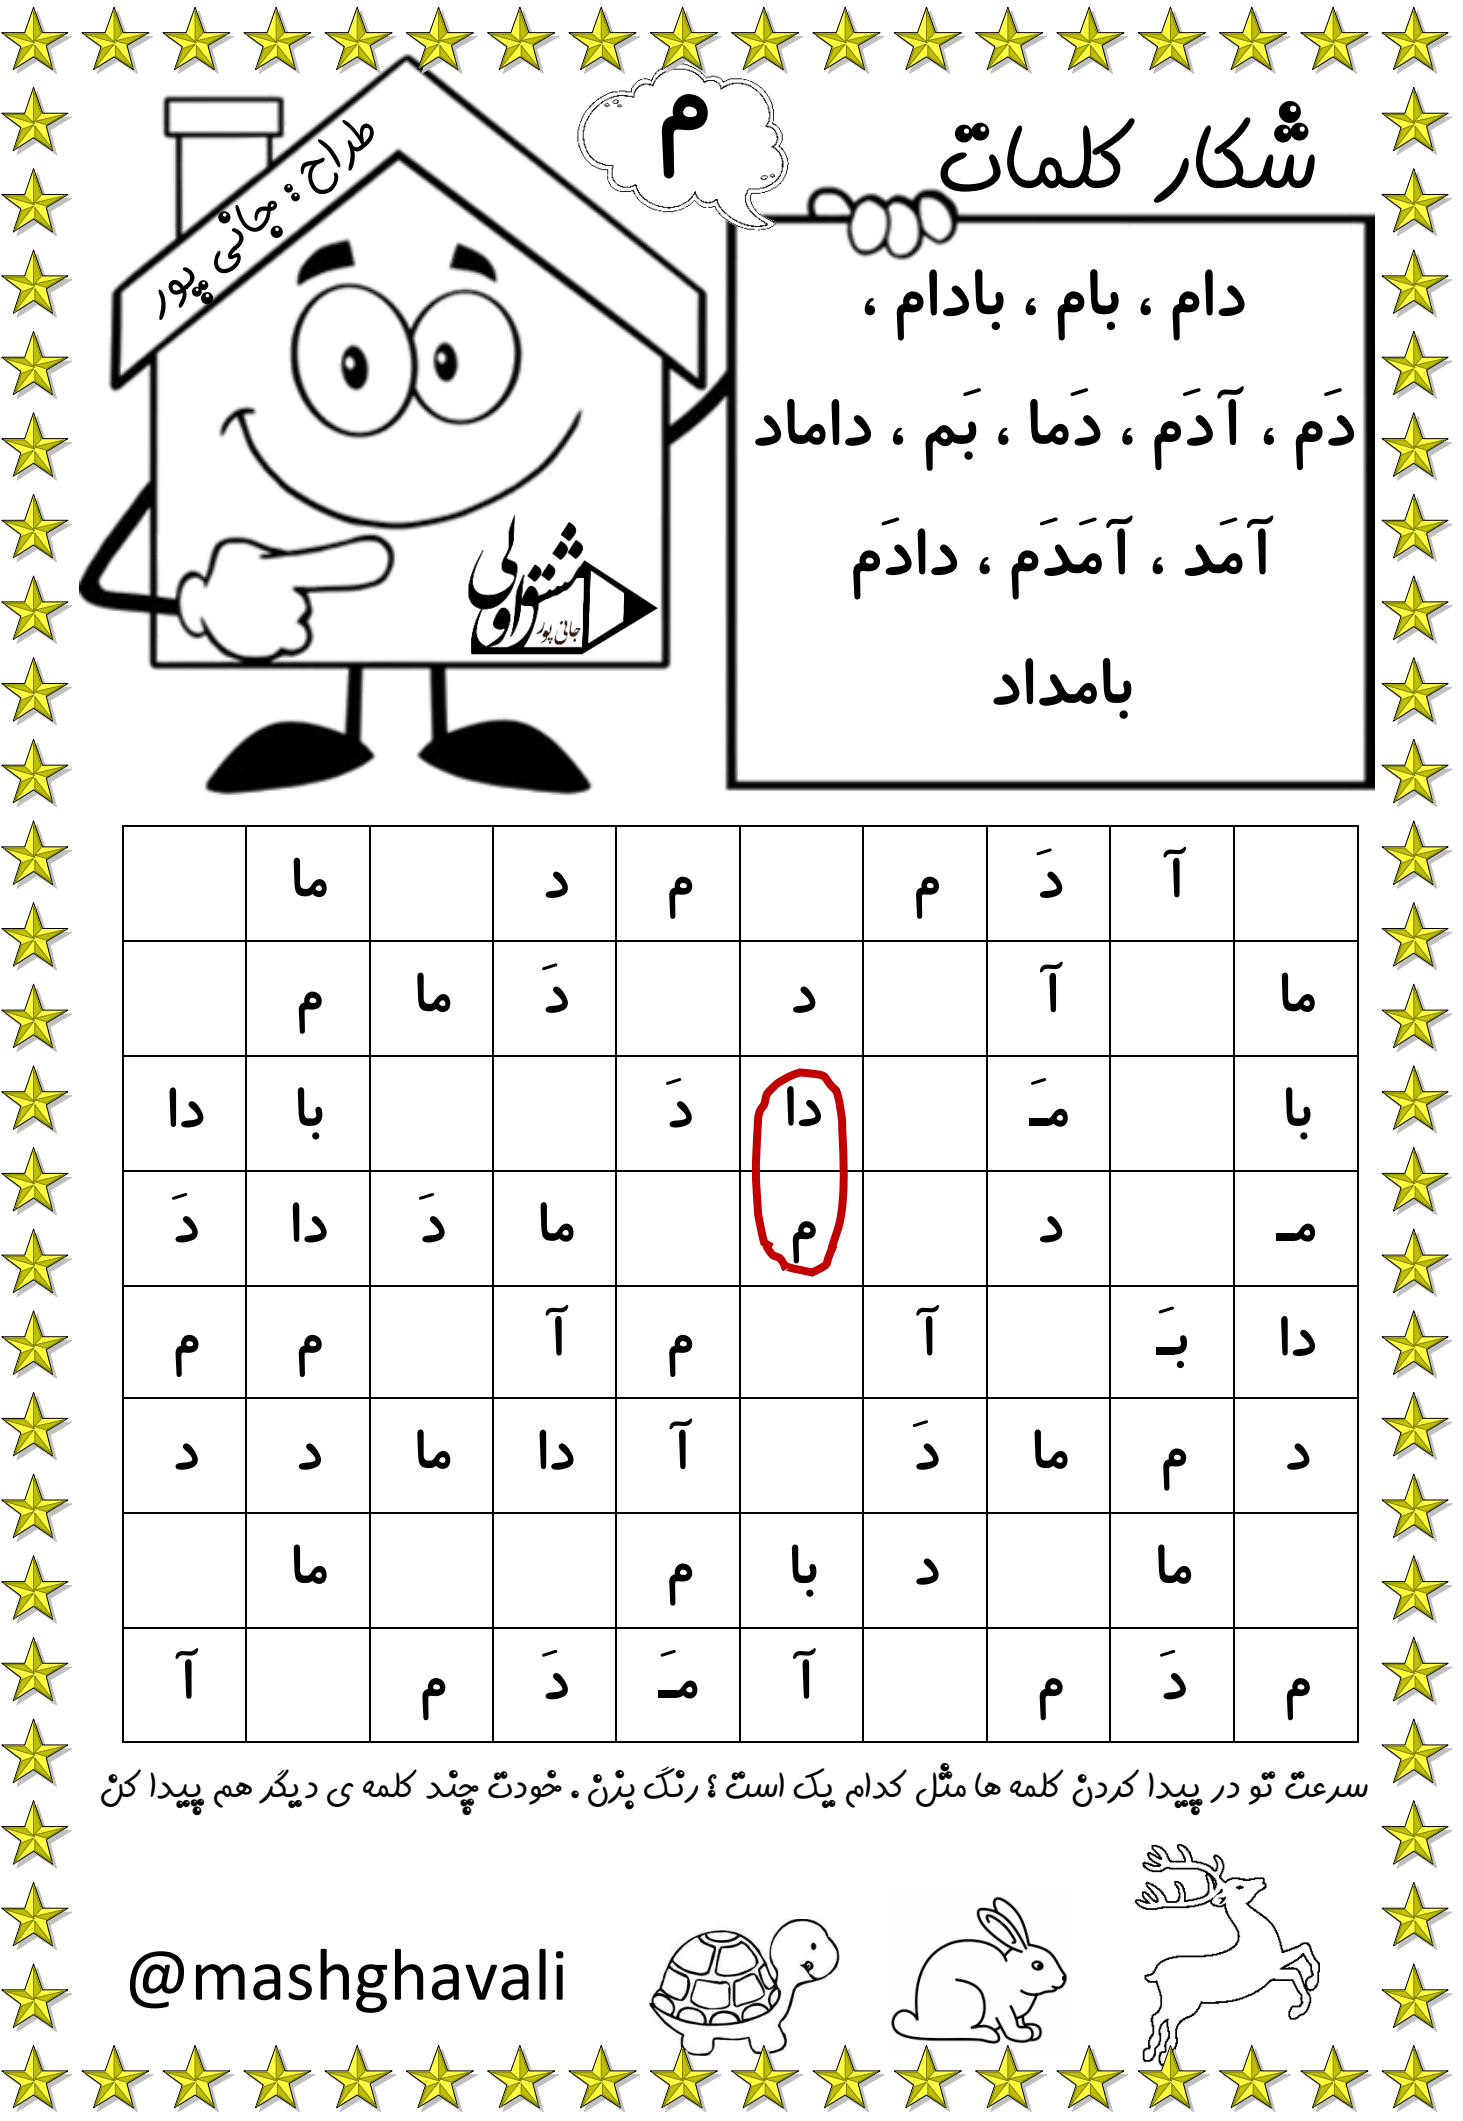 شکار کلمات
م
طراح : جانی پور
دام ، بام ، بادام ،
دَم ، آدَم ، دَما ، بَم ، داماد
آمَد ، آمَدَم ، دادَم
بامداد
مشق اولی
جانی پور
آ دَ م م د ما
ما آ د دَ ما م
با مـَ دا دَ با دا
مـ د م ما دَ دا دَ
دا بـَ آ م آ م م
د م ما دَ آ دا ما د د
ما د با م ما
م دَ م آ مـَ دَ م آ
سرعت تو در پیدا کردن کلمه ها مثل کدام یک است ؟ رنگ بزن . خودت چند کلمه ی دیگر هم پیدا کن
@mashghavali